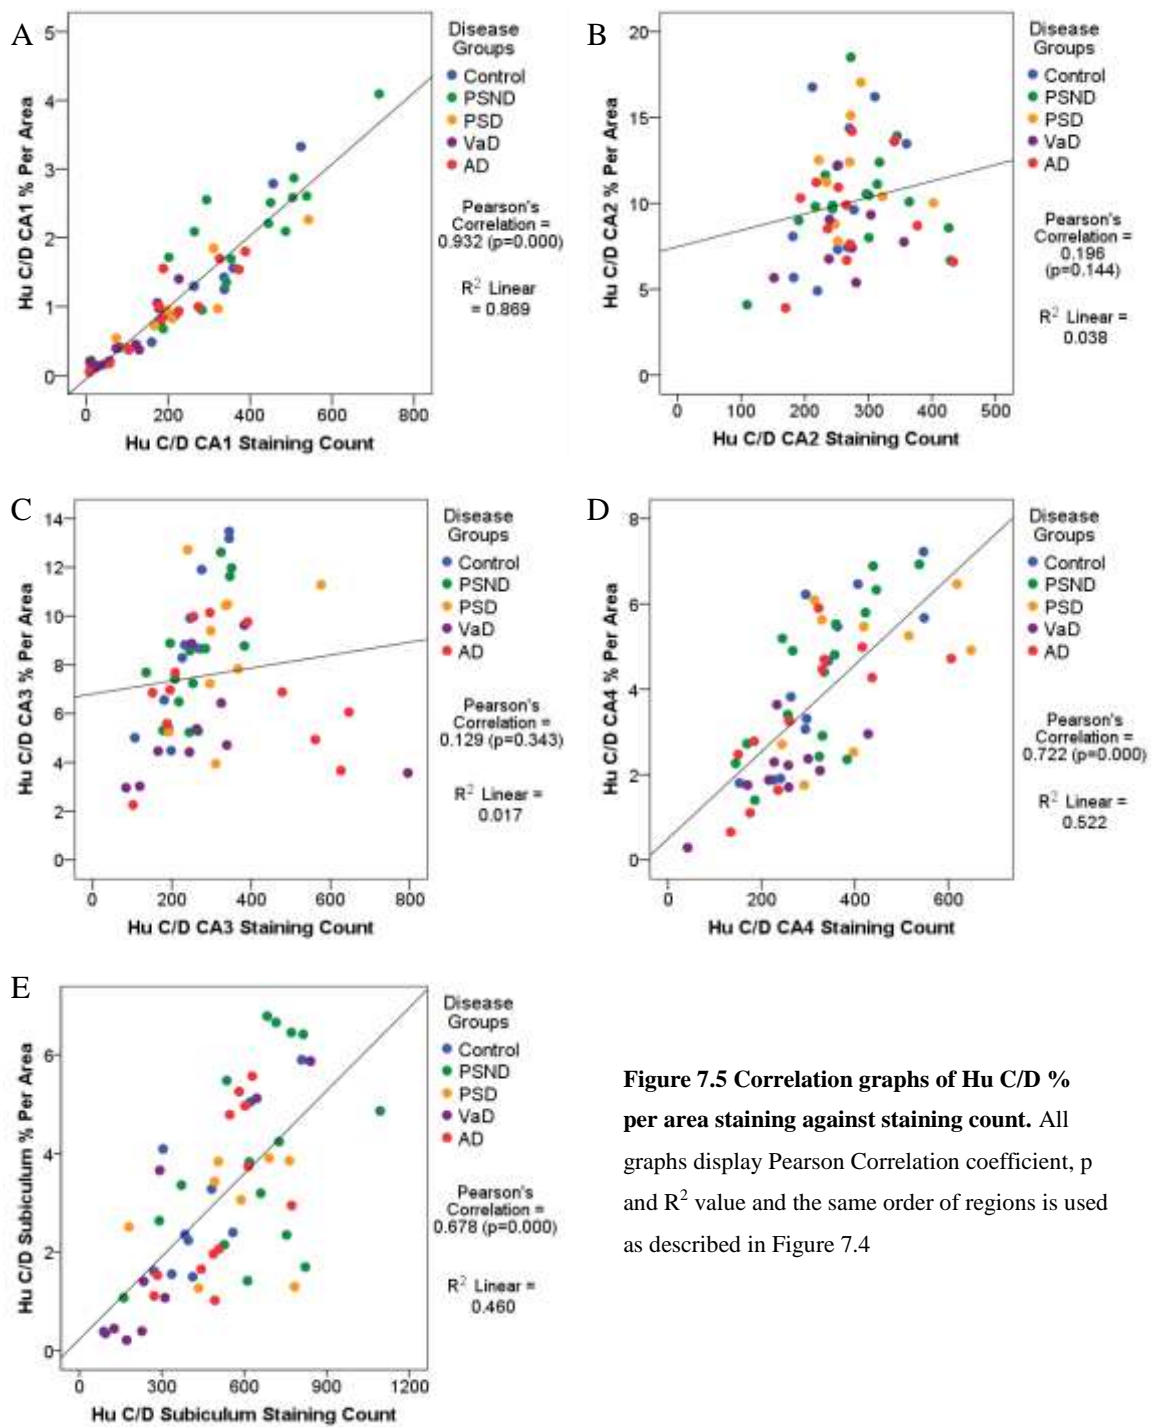 A
Hu C/D CA1 % Per Area
5
4
3
2
1
0
0 200 400 600 800
Hu C/D CA1 Staining Count
Disease
Groups
Control
PSND
PSD
VaD
AD
Pearson's
Correlation =
0.932 (p=0.000)
R² Linear
= 0.869
B
Hu C/D CA2 % Per Area
20
15
10
5
0
0 100 200 300 400 500
Hu C/D CA2 Staining Count
Disease
Groups
Control
PSND
PSD
VaD
AD
Pearson's
Correlation =
0.196
(p=0.144)
R² Linear =
0.038
C
Hu C/D CA3 % Per Area
14
12
10
8
6
4
2
0
0 200 400 600 800
Hu C/D CA3 Staining Count
Disease
Groups
Control
PSND
PSD
VaD
AD
Pearson's
Correlation =
0.129 (p=0.343)
R² Linear =
0.017
D
Hu C/D CA4 % Per Area
8
6
4
2
0
0 200 400 600
Hu C/D CA4 Staining Count
Disease
Groups
Control
PSND
PSD
VaD
AD
Pearson's
Correlation =
0.722 (p=0.000)
R² Linear =
0.522
E
Hu C/D Subiculum % Per Area
6
4
2
0
0 300 600 900 1200
Hu C/D Subiculum Staining Count
Disease
Groups
Control
PSND
PSD
VaD
AD
Pearson's
Correlation =
0.678 (p=0.000)
R² Linear =
0.460
Figure 7.5 Correlation graphs of Hu C/D %
per area staining against staining count. All
graphs display Pearson Correlation coefficient, p
and R² value and the same order of regions is used
as described in Figure 7.4